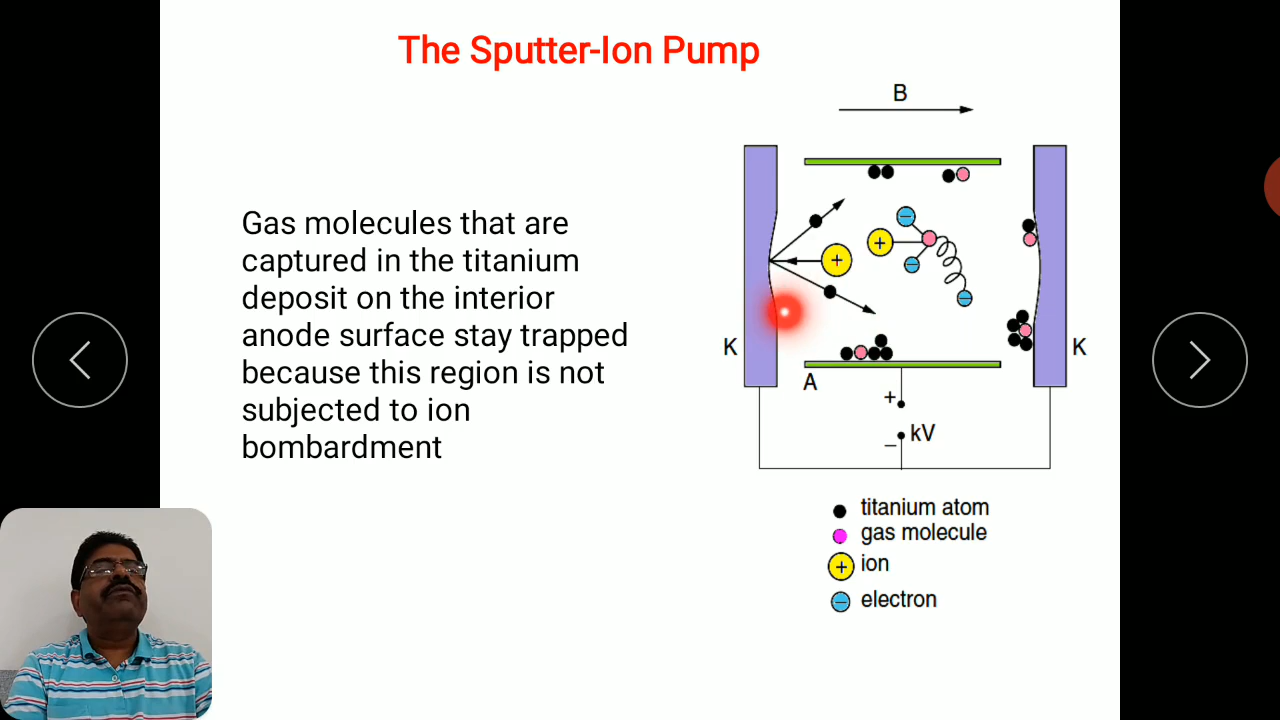 The Sputter-Ion Pump
B
Gas molecules that are
captured in the titanium
deposit on the interior
anode surface stay trapped
because this region is not
subjected to ion
bombardment
K
K
A
+
kV
−
+
−
+
−
−
titanium atom
gas molecule
+ ion
− electron